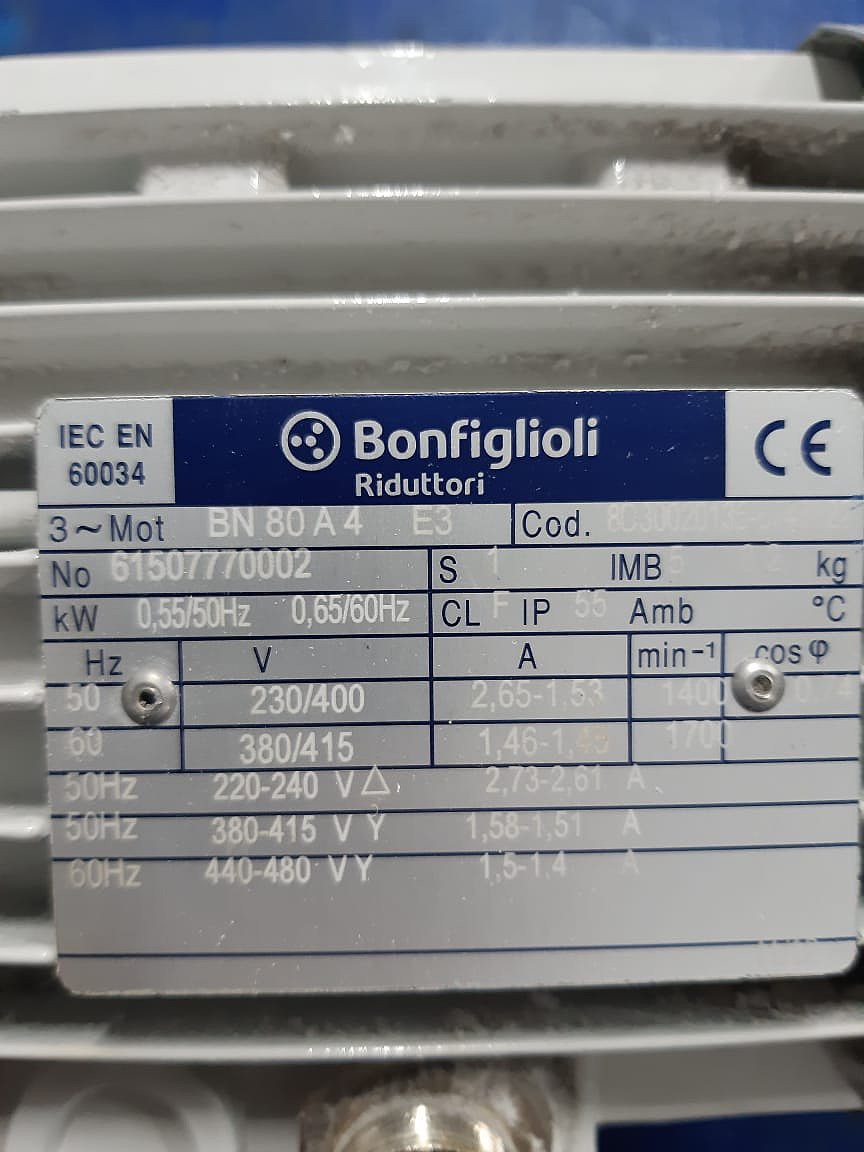 IEC EN
60034
Bonfiglioli
Riduttori
CE
3~Mot BN 80 A 4 E3 Cod.
No 61507770002 S 1 IMB 5 kg
kW 0,55/50Hz 0,65/60Hz CL F IP 55 Amb °C
Hz V A min-1 cosφ
50 230/400 2,65-1,53 1400
60 380/415 1,46-1, 1700
50Hz 220-240 V Δ 2,73-2,61 A
50Hz 380-415 V Y 1,58-1,51 A
60Hz 440-480 V Y 1,5-1,4 A